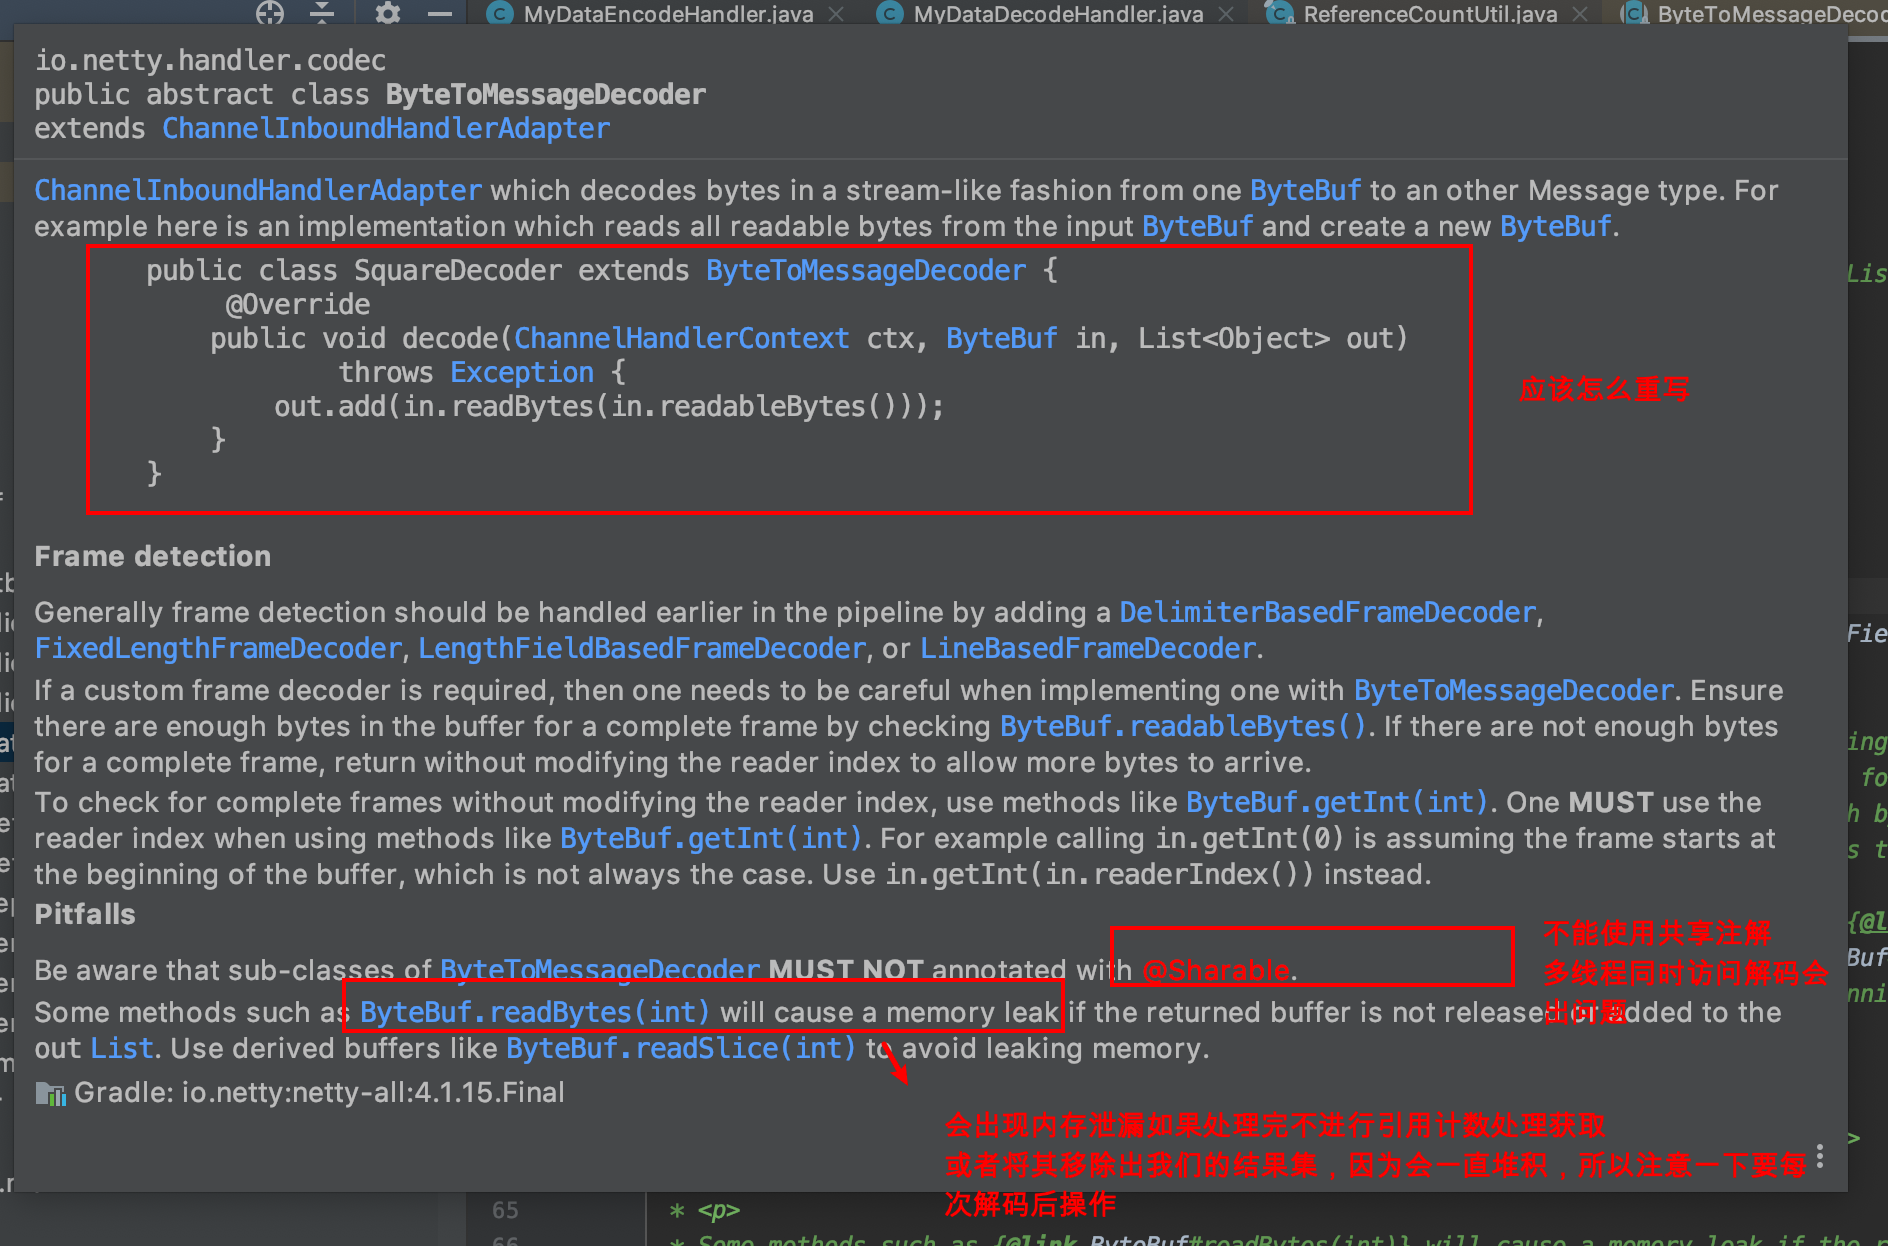 MyDataEncodeHandler.java
MyDataDecodeHandler.java
ReferenceCountUtil.java
ByteToMessageDecod
io.netty.handler.codec
public abstract class ByteToMessageDecoder
extends ChannelInboundHandlerAdapter
ChannelInboundHandlerAdapter which decodes bytes in a stream-like fashion from one ByteBuf to an other Message type. For
example here is an implementation which reads all readable bytes from the input ByteBuf and create a new ByteBuf.
public class SquareDecoder extends ByteToMessageDecoder {
@Override
public void decode(ChannelHandlerContext ctx, ByteBuf in, List<Object> out)
throws Exception {
out.add(in.readBytes(in.readableBytes()));
}
}
应该怎么重写
Frame detection
Generally frame detection should be handled earlier in the pipeline by adding a DelimiterBasedFrameDecoder,
FixedLengthFrameDecoder, LengthFieldBasedFrameDecoder, or LineBasedFrameDecoder.
If a custom frame decoder is required, then one needs to be careful when implementing one with ByteToMessageDecoder. Ensure
there are enough bytes in the buffer for a complete frame by checking ByteBuf.readableBytes(). If there are not enough bytes
for a complete frame, return without modifying the reader index to allow more bytes to arrive.
To check for complete frames without modifying the reader index, use methods like ByteBuf.getInt(int). One MUST use the
reader index when using methods like ByteBuf.getInt(int). For example calling in.getInt(0) is assuming the frame starts at
the beginning of the buffer, which is not always the case. Use in.getInt(in.readerIndex()) instead.
Pitfalls
Be aware that sub-classes of ByteToMessageDecoder MUST NOT annotated with @Sharable.
不能使用共享注解
多线程同时访问解码会
出问题
Some methods such as ByteBuf.readBytes(int) will cause a memory leak if the returned buffer is not released or added to the
out List. Use derived buffers like ByteBuf.readSlice(int) to avoid leaking memory.
Gradle: io.netty:netty-all:4.1.15.Final
会出现内存泄漏如果处理完不进行引用计数处理获取
或者将其移除出我们的结果集，因为会一直堆积，所以注意一下要每
次解码后操作
65
* <p>
66
* Some methods such as {@link ByteBuf#readBytes(int)} will cause a memory leak if the r